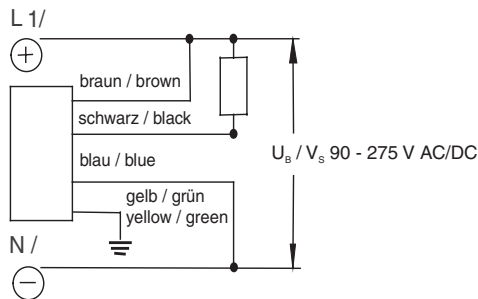 L 1/
+
braun / brown
schwarz / black
blau / blue
U_B / V_S 90 - 275 V AC/DC
gelb / grün
yellow / green
N /
−